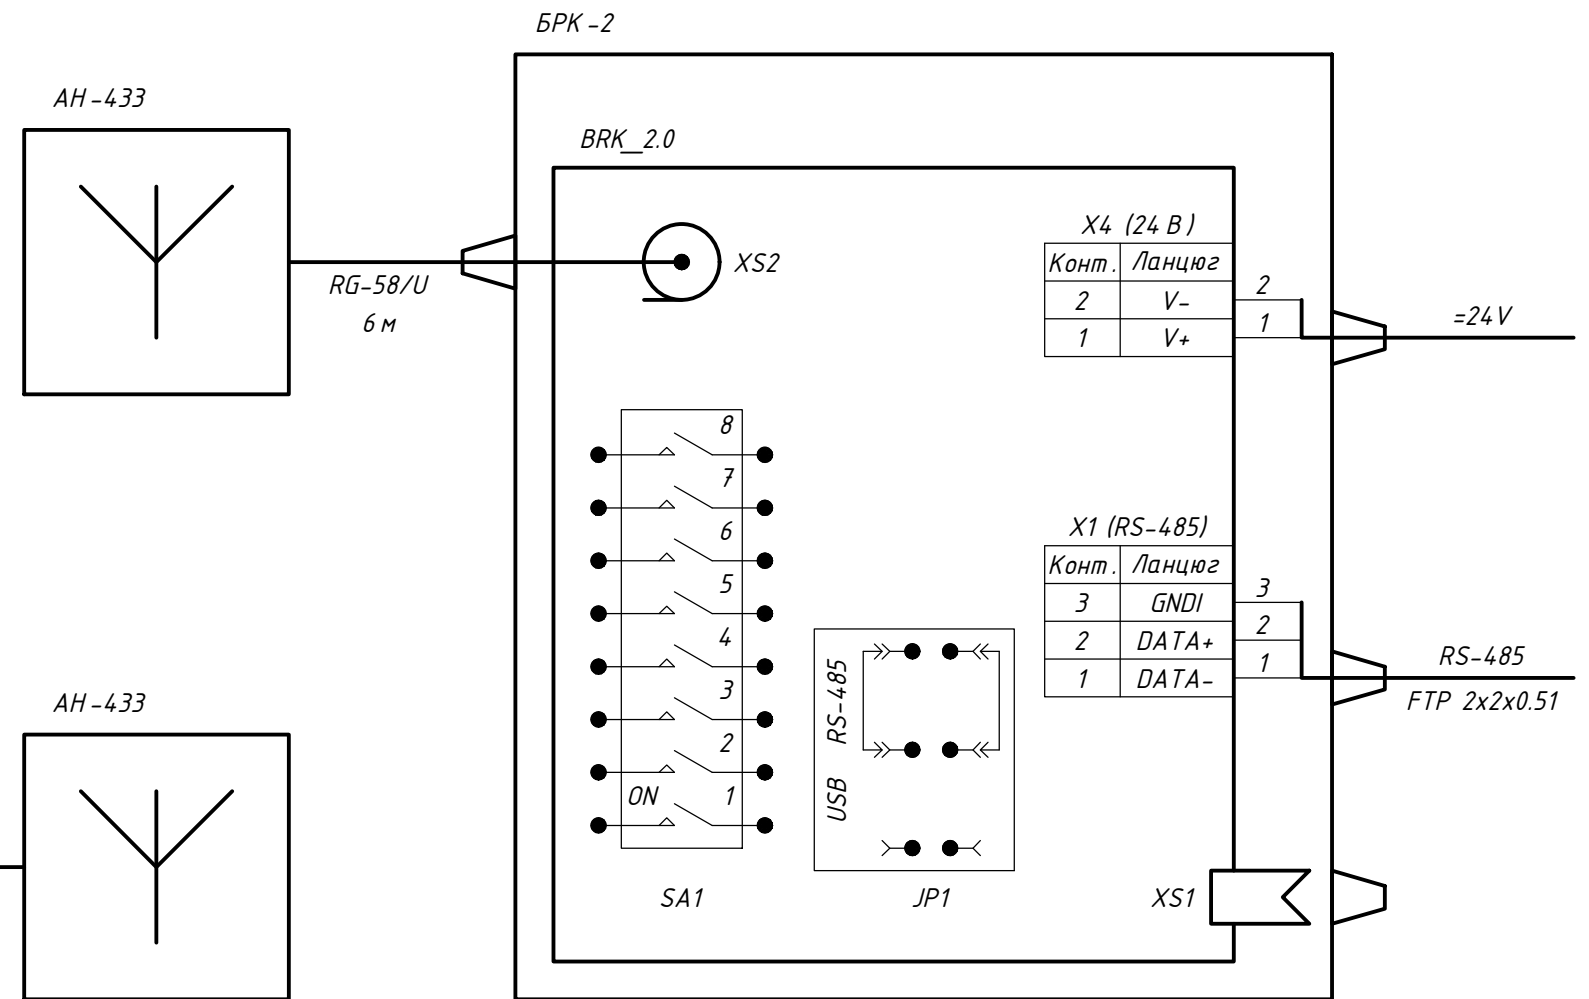 БРК-2
АН-433
BRK_2.0
X4 (24 В)
Конт. Ланцюг
2 V-
1 V+
2
1
=24V
XS2
RG-58/U
6 м
8
7
6
5
4
3
2
ON 1
SA1
X1 (RS-485)
Конт. Ланцюг
3 GNDI
2 DATA+
1 DATA-
3
2
1
RS-485
FTP 2x2x0.51
RS-485
USB
JP1
XS1
АН-433